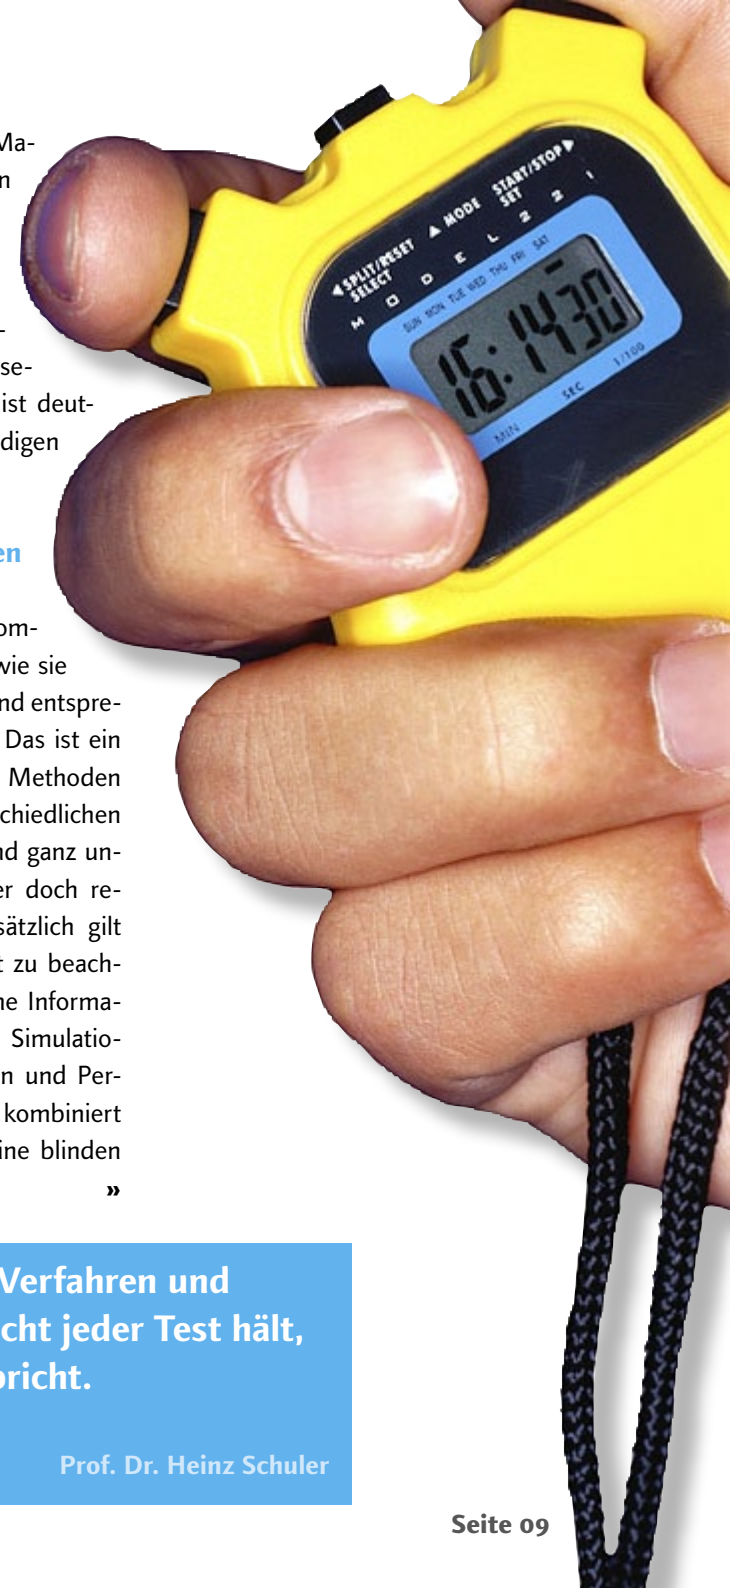 Ma-
n
-
se-
ist deut-
digen
en
om-
wie sie
nd entspre-
Das ist ein
Methoden
chiedlichen
nd ganz un-
er doch re-
sätzlich gilt
t zu beach-
ne Informa-
Simulatio-
n und Per-
kombiniert
ine blinden
»
◀SPLIT/RESET ▲ MODE START/STOP▶
SELECT SET
M O D E L 2 2 1
SUN MON TUE WED THU FRI SAT
16:1430
MIN SEC 1/100
Verfahren und
cht jeder Test hält,
pricht.
Prof. Dr. Heinz Schuler
Seite 09